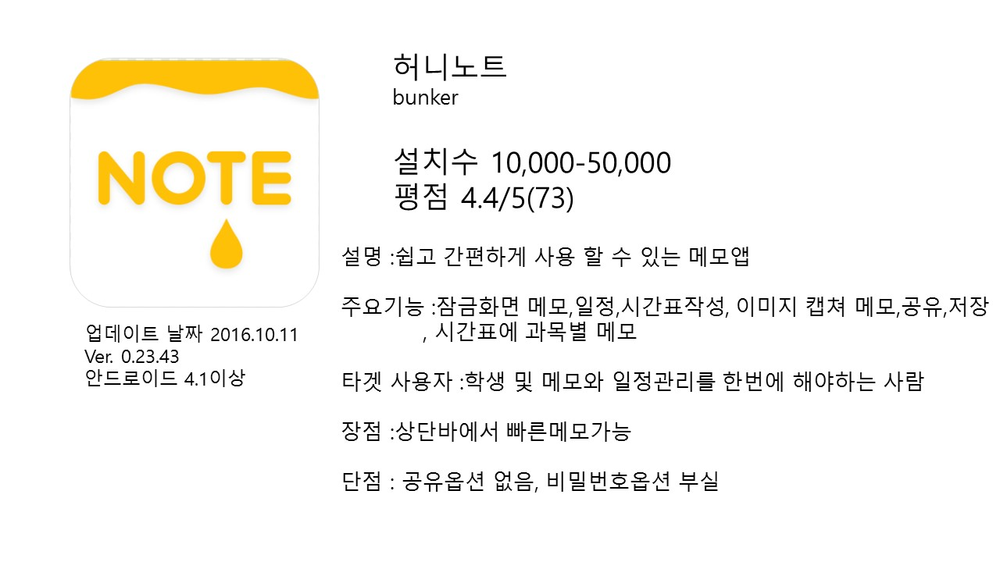 NOTE
업데이트 날짜 2016.10.11
Ver. 0.23.43
안드로이드 4.1이상
허니노트
bunker
설치수 10,000-50,000
평점 4.4/5(73)
설명 :쉽고 간편하게 사용 할 수 있는 메모앱
주요기능 :잠금화면 메모,일정,시간표작성, 이미지 캡쳐 메모,공유,저장
, 시간표에 과목별 메모
타겟 사용자 :학생 및 메모와 일정관리를 한번에 해야하는 사람
장점 :상단바에서 빠른메모가능
단점 : 공유옵션 없음, 비밀번호옵션 부실